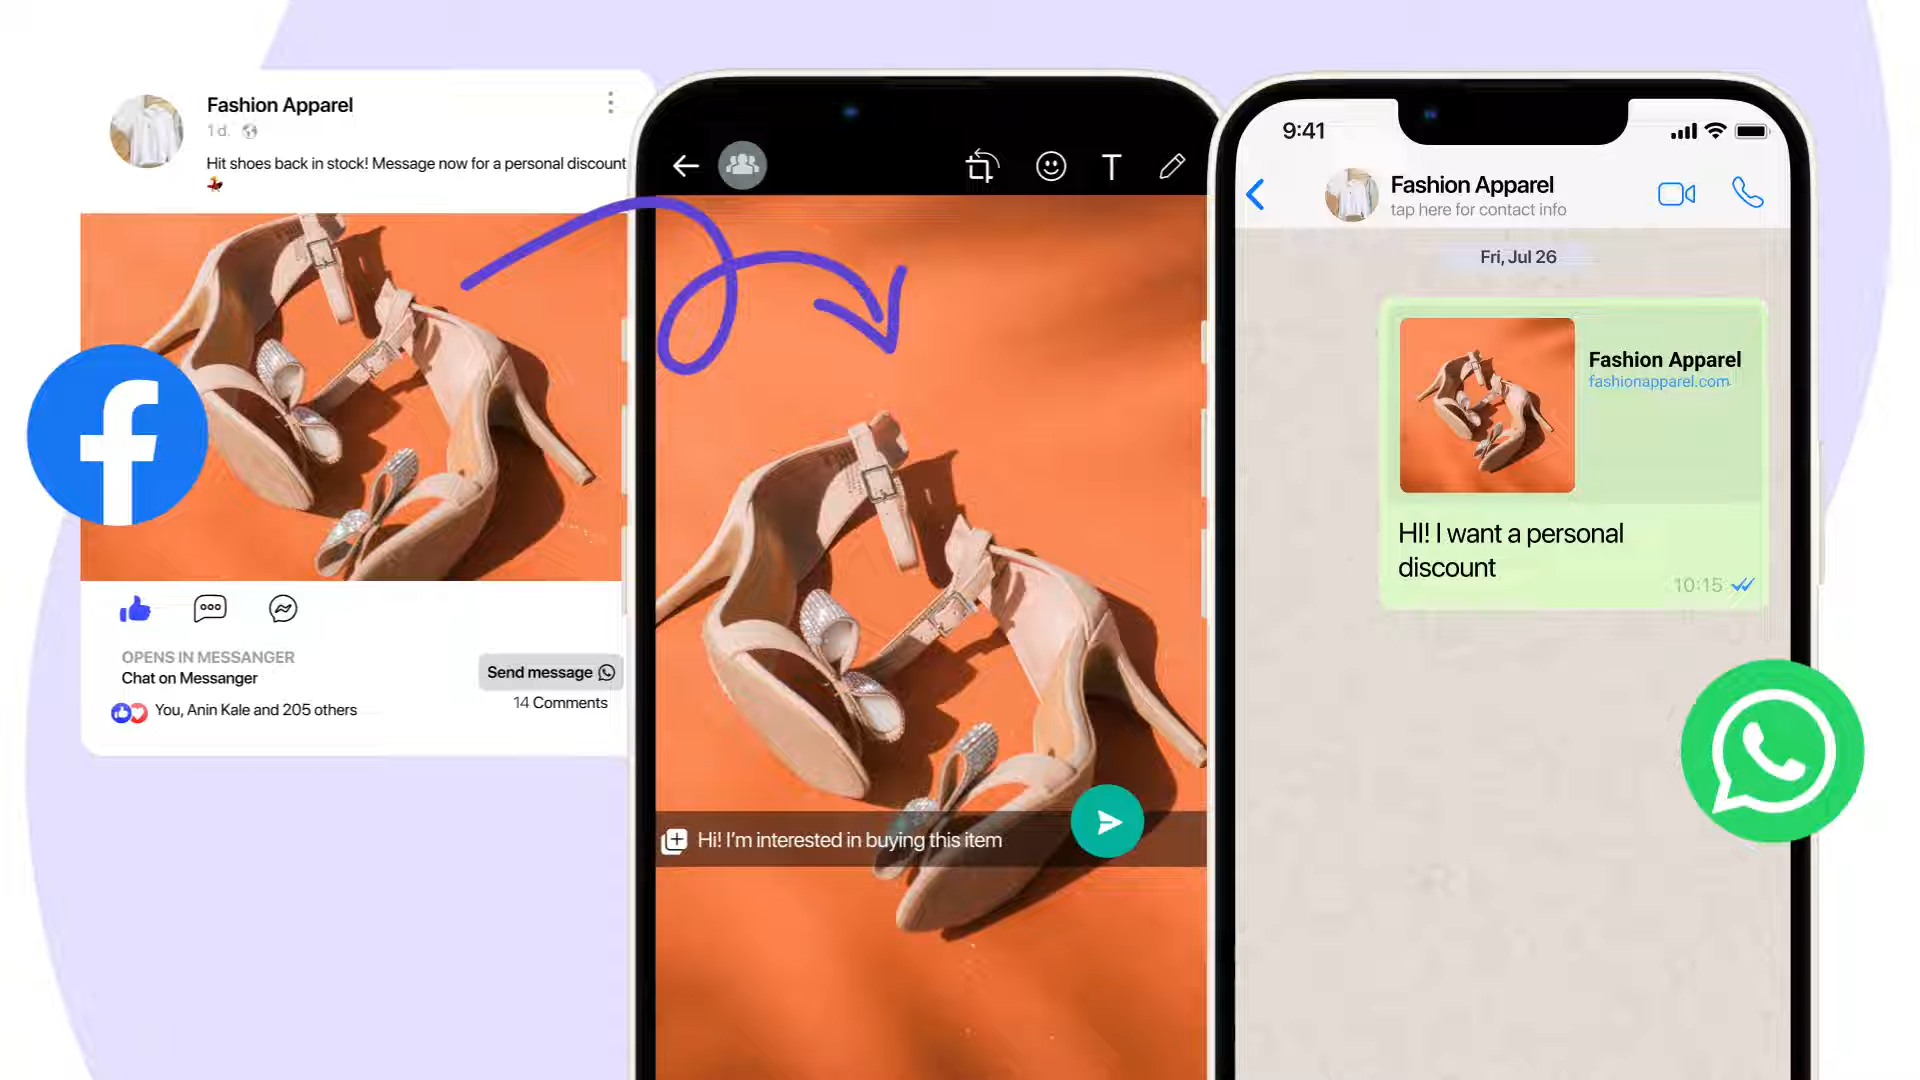 Fashion Apparel
1 d.
Hit shoes back in stock! Message now for a personal discount
OPENS IN MESSANGER
Chat on Messanger
Send message
You, Anin Kale and 205 others
14 Comments
T
Hi! I'm interested in buying this item
9:41
Fashion Apparel
tap here for contact info
Fri, Jul 26
Fashion Apparel
fashionapparel.com
HI! I want a personal
discount
10:15